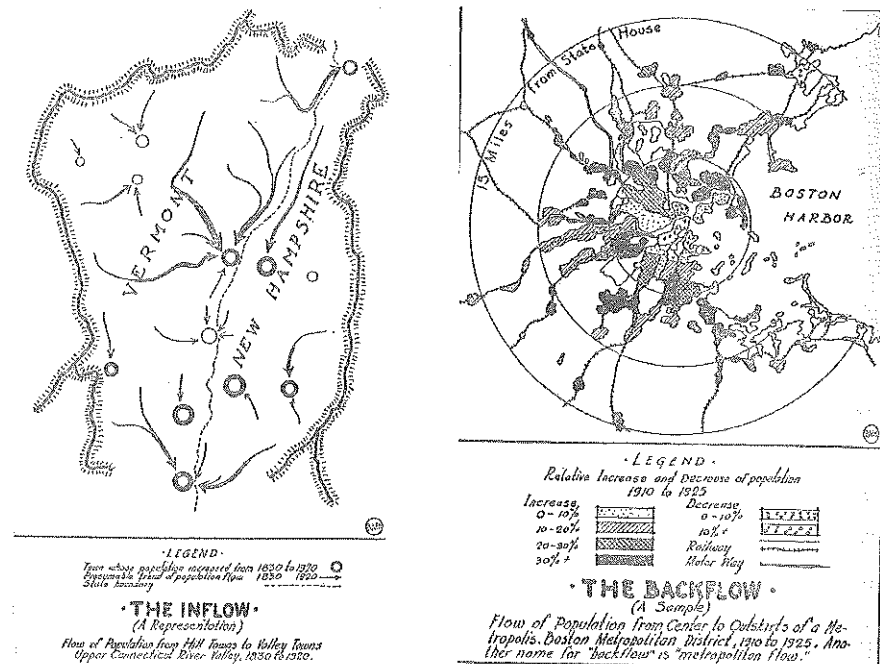 VERMONT
NEW HAMPSHIRE
·LEGEND·
Town whose population increased from 1830 to 1920
Presumable trend of population flow 1830 1920
State boundary
·THE INFLOW·
(A Representation)
Flow of Population from Hill Towns to Valley Towns
Upper Connecticut River Valley, 1830 to 1920.
15 Miles from State House
BOSTON
HARBOR
·LEGEND·
Relative Increase and Decrease of population
1910 to 1925
Increase
0-10%
10-20%
20-30%
30% +
Decrease
0-10%
10% +
Railway
Motor Way
·THE BACKFLOW·
(A Sample)
Flow of Population from Center to Outskirts of a Me-
tropolis. Boston Metropolitan District, 1910 to 1925. Ano-
ther name for "backflow" is "metropolitan flow."